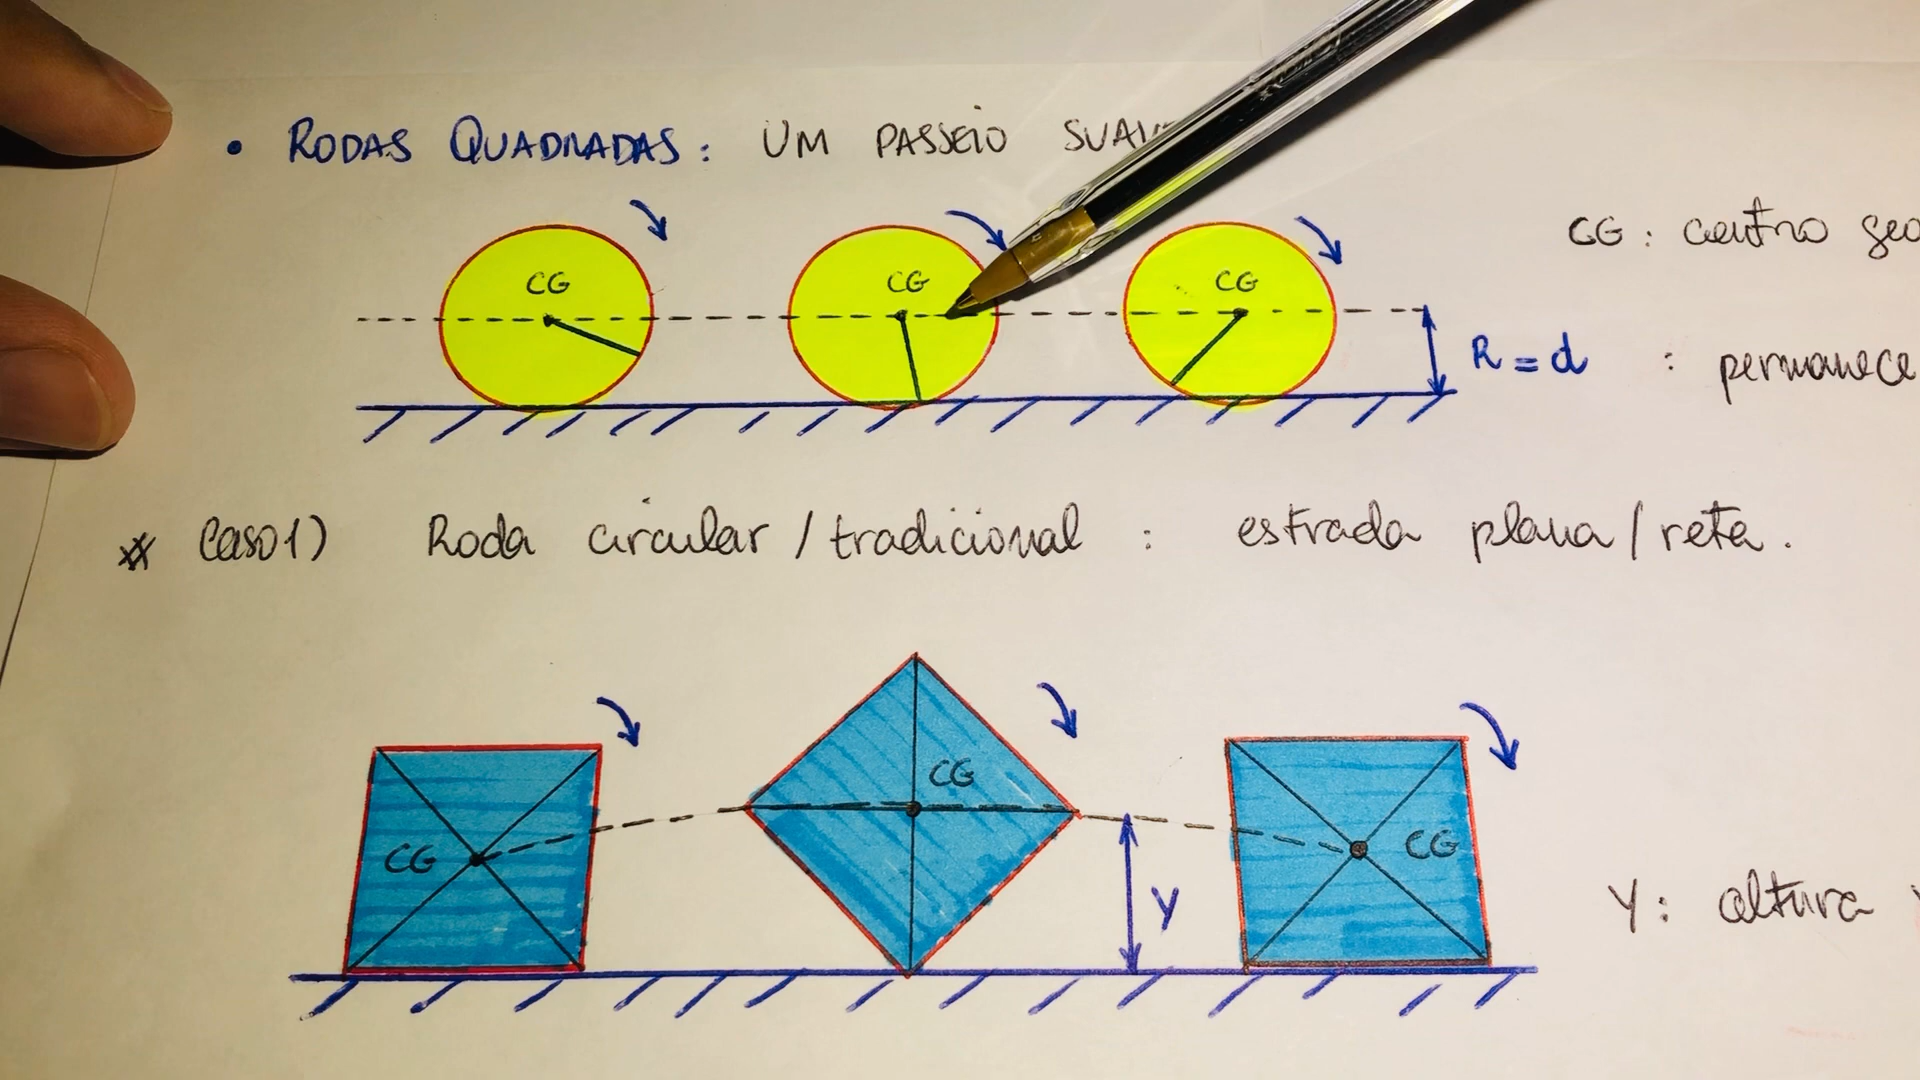 • RODAS QUADRADAS: UM PASSEIO
CG CG CG
CG: centro
R = d : permanece
* Caso 1) Roda circular / tradicional : estrada plana / reta.
CG CG CG
Y
Y: altura